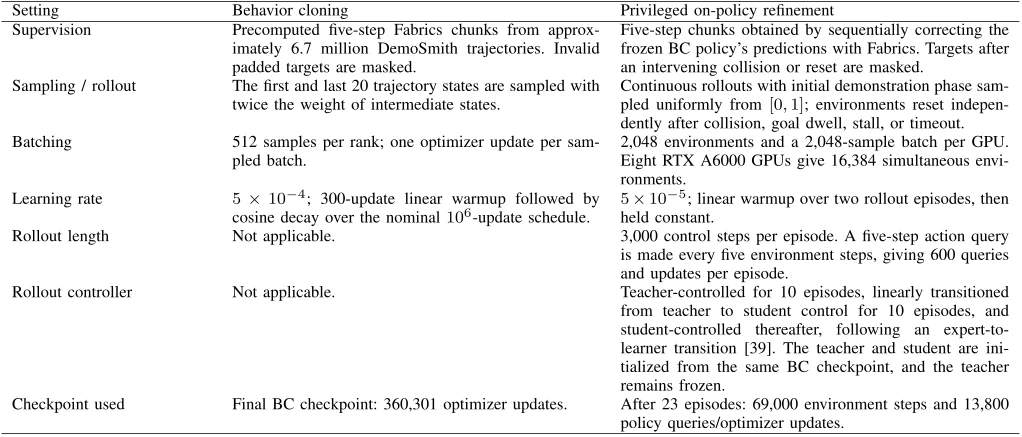 Setting Behavior cloning Privileged on-policy refinement
Supervision Precomputed five-step Fabrics chunks from approx- Five-step chunks obtained by sequentially correcting the
imately 6.7 million DemoSmith trajectories. Invalid frozen BC policy's predictions with Fabrics. Targets after
padded targets are masked. an intervening collision or reset are masked.
Sampling / rollout The first and last 20 trajectory states are sampled with Continuous rollouts with initial demonstration phase sam-
twice the weight of intermediate states. pled uniformly from [0, 1]; environments reset indepen-
dently after collision, goal dwell, stall, or timeout.
Batching 512 samples per rank; one optimizer update per sam- 2,048 environments and a 2,048-sample batch per GPU.
pled batch. Eight RTX A6000 GPUs give 16,384 simultaneous envi-
ronments.
Learning rate 5 × 10⁻⁴; 300-update linear warmup followed by 5 × 10⁻⁵; linear warmup over two rollout episodes, then
cosine decay over the nominal 10⁶-update schedule. held constant.
Rollout length Not applicable. 3,000 control steps per episode. A five-step action query
is made every five environment steps, giving 600 queries
and updates per episode.
Rollout controller Not applicable. Teacher-controlled for 10 episodes, linearly transitioned
from teacher to student control for 10 episodes, and
student-controlled thereafter, following an expert-to-
learner transition [39]. The teacher and student are ini-
tialized from the same BC checkpoint, and the teacher
remains frozen.
Checkpoint used Final BC checkpoint: 360,301 optimizer updates. After 23 episodes: 69,000 environment steps and 13,800
policy queries/optimizer updates.